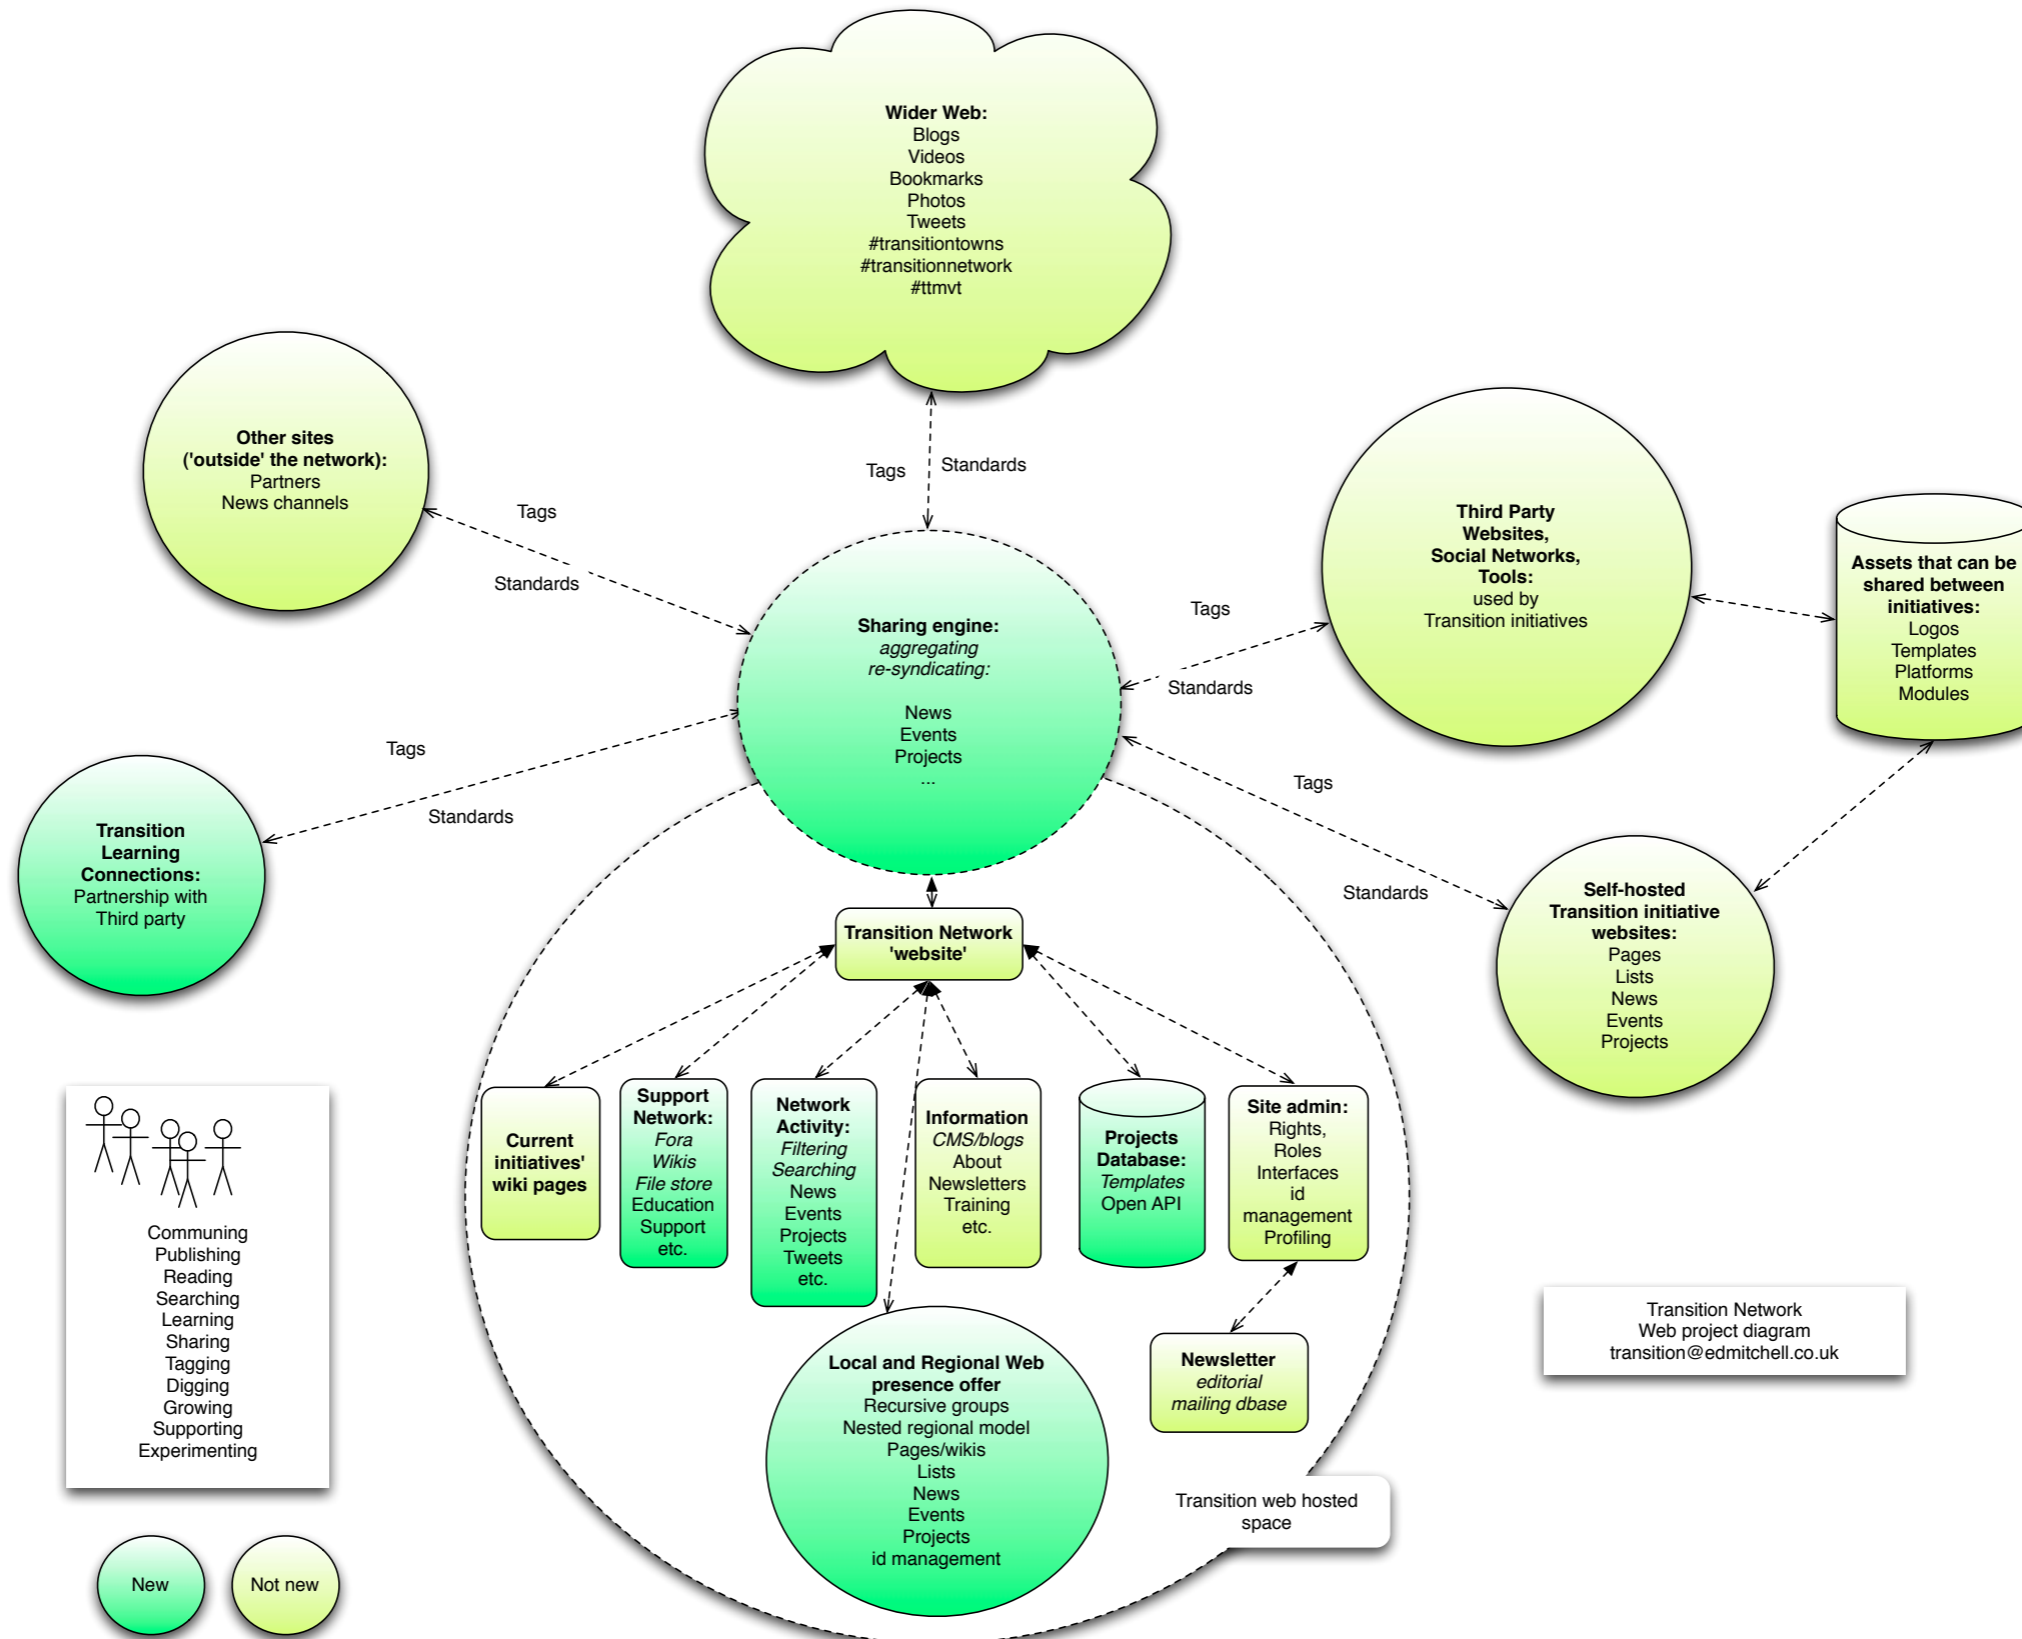 Wider Web:
Blogs
Videos
Bookmarks
Photos
Tweets
#transitiontowns
#transitionnetwork
#ttmvt
Other sites
('outside' the network):
Partners
News channels
Tags
Standards
Tags
Standards
Third Party
Websites,
Social Networks,
Tools:
used by
Transition initiatives
Assets that can be
shared between
initiatives:
Logos
Templates
Platforms
Modules
Sharing engine:
aggregating
re-syndicating:
News
Events
Projects
...
Tags
Standards
Tags
Standards
Tags
Standards
Transition
Learning
Connections:
Partnership with
Third party
Self-hosted
Transition initiative
websites:
Pages
Lists
News
Events
Projects
Transition Network
'website'
Current
initiatives'
wiki pages
Support
Network:
Fora
Wikis
File store
Education
Support
etc.
Network
Activity:
Filtering
Searching
News
Events
Projects
Tweets
etc.
Information
CMS/blogs
About
Newsletters
Training
etc.
Projects
Database:
Templates
Open API
Site admin:
Rights,
Roles
Interfaces
id
management
Profiling
Newsletter
editorial
mailing dbase
Local and Regional Web
presence offer
Recursive groups
Nested regional model
Pages/wikis
Lists
News
Events
Projects
id management
Transition web hosted
space
Communing
Publishing
Reading
Searching
Learning
Sharing
Tagging
Digging
Growing
Supporting
Experimenting
New
Not new
Transition Network
Web project diagram
transition@edmitchell.co.uk